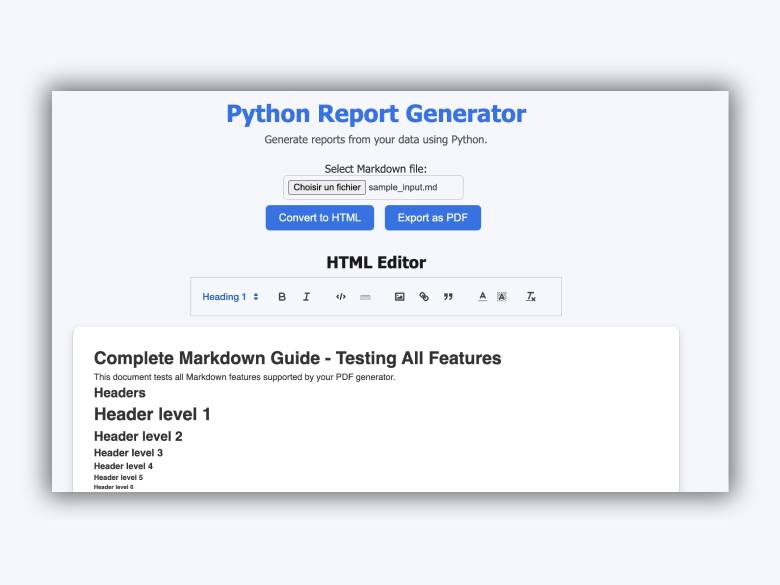 Python Report Generator
Generate reports from your data using Python.
Select Markdown file:
Choisir un fichier sample_input.md
Convert to HTML Export as PDF
HTML Editor
Heading 1
Complete Markdown Guide - Testing All Features
This document tests all Markdown features supported by your PDF generator.
Headers
Header level 1
Header level 2
Header level 3
Header level 4
Header level 5
Header level 6